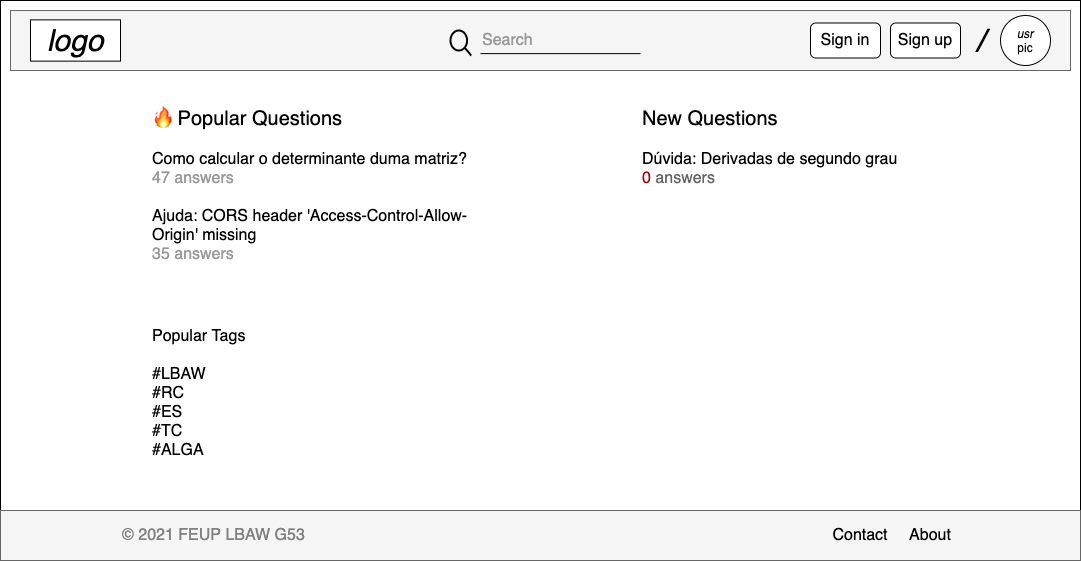 logo
Search
Sign in
Sign up
/
usr
pic
🔥 Popular Questions
Como calcular o determinante duma matriz?
47 answers
Ajuda: CORS header 'Access-Control-Allow-
Origin' missing
35 answers
New Questions
Dúvida: Derivadas de segundo grau
0 answers
Popular Tags
#LBAW
#RC
#ES
#TC
#ALGA
© 2021 FEUP LBAW G53
Contact
About